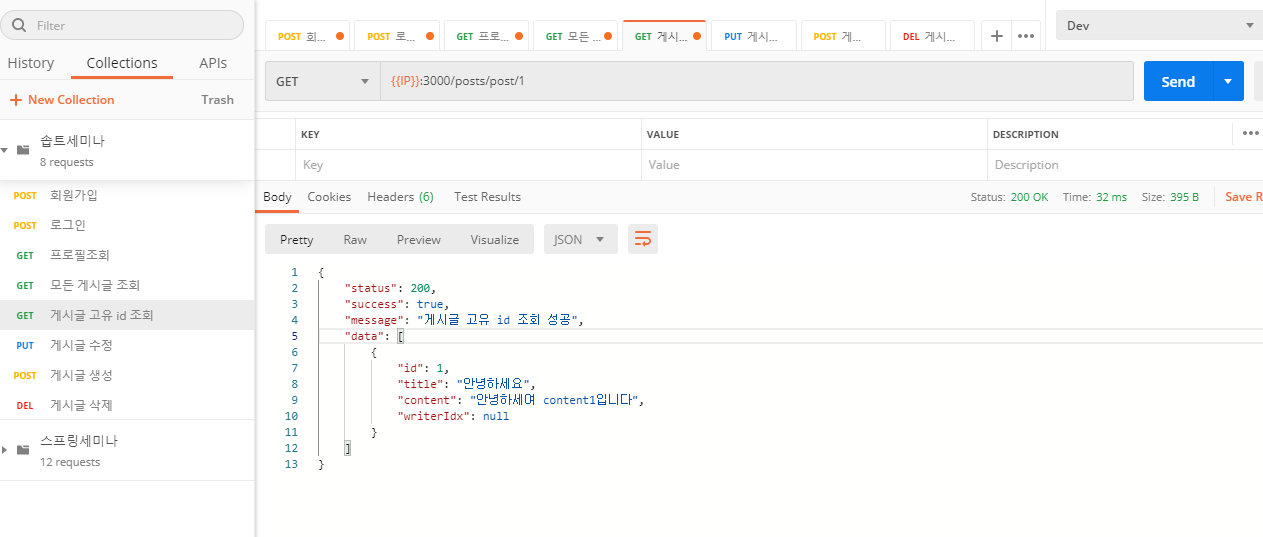 Filter
History Collections APIs
+ New Collection Trash
솝트세미나
8 requests
POST 회원가입
POST 로그인
GET 프로필조회
GET 모든 게시글 조회
GET 게시글 고유 id 조회
PUT 게시글 수정
POST 게시글 생성
DEL 게시글 삭제
스프링세미나
12 requests
POST 회... POST 로... GET 프로... GET 모든 ... GET 게시... PUT 게시... POST 게... DEL 게시... + ••• Dev
GET {{IP}}:3000/posts/post/1 Send
KEY VALUE DESCRIPTION •••
Key Value Description
Body Cookies Headers (6) Test Results Status: 200 OK Time: 32 ms Size: 395 B Save R
Pretty Raw Preview Visualize JSON
1 {
2 "status": 200,
3 "success": true,
4 "message": "게시글 고유 id 조회 성공",
5 "data": [
6 {
7 "id": 1,
8 "title": "안녕하세요",
9 "content": "안녕하세여 content1입니다",
10 "writerIdx": null
11 }
12 ]
13 }